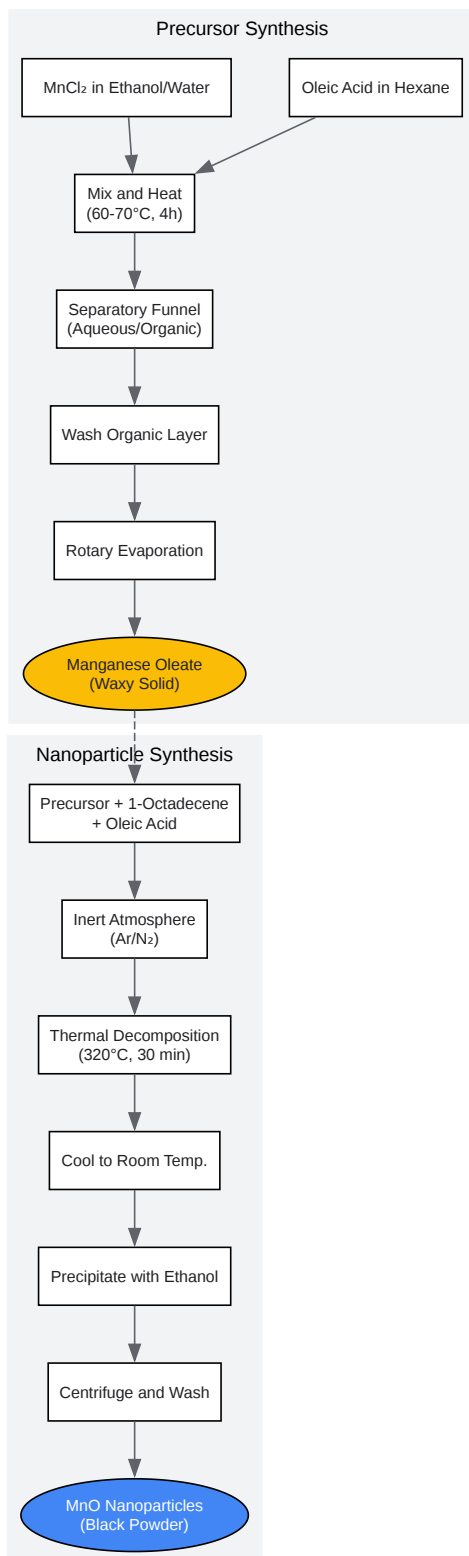 Precursor Synthesis
MnCl₂ in Ethanol/Water
Oleic Acid in Hexane
Mix and Heat
(60-70°C, 4h)
Separatory Funnel
(Aqueous/Organic)
Wash Organic Layer
Rotary Evaporation
Manganese Oleate
(Waxy Solid)
Nanoparticle Synthesis
Precursor + 1-Octadecene
+ Oleic Acid
Inert Atmosphere
(Ar/N₂)
Thermal Decomposition
(320°C, 30 min)
Cool to Room Temp.
Precipitate with Ethanol
Centrifuge and Wash
MnO Nanoparticles
(Black Powder)